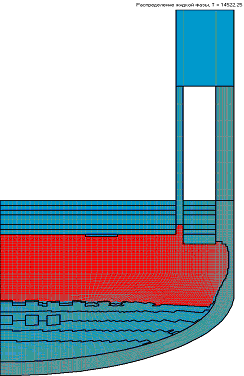 Распределение жидкой фазы, T = 14522,25